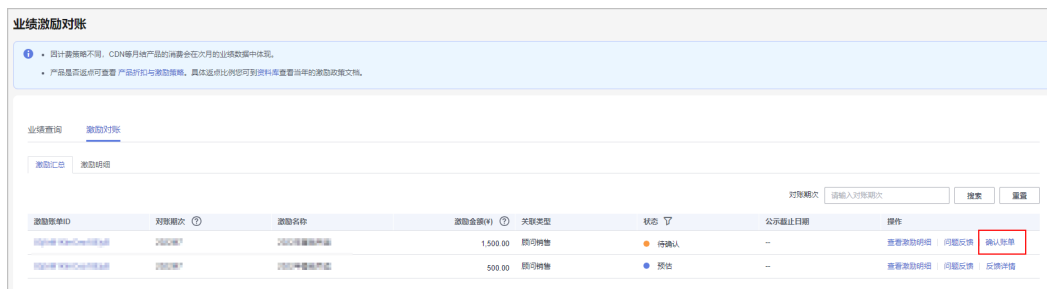 业绩激励对账
• 因计费策略不同，CDN等月结产品的消费会在次月的业绩数据中体现。
• 产品是否返点可查看 产品折扣与激励策略。具体返点比例您可到资料库查看当年的激励政策文档。
业绩查询 激励对账
激励汇总 激励明细
对账期次 请输入对账期次 搜索 重置
激励账单ID 对账期次 激励名称 激励金额(¥) 关联类型 状态 公示截止日期 操作
1,500.00 顾问销售 待确认 -- 查看激励明细 问题反馈 确认账单
500.00 顾问销售 预估 -- 查看激励明细 问题反馈 反馈详情